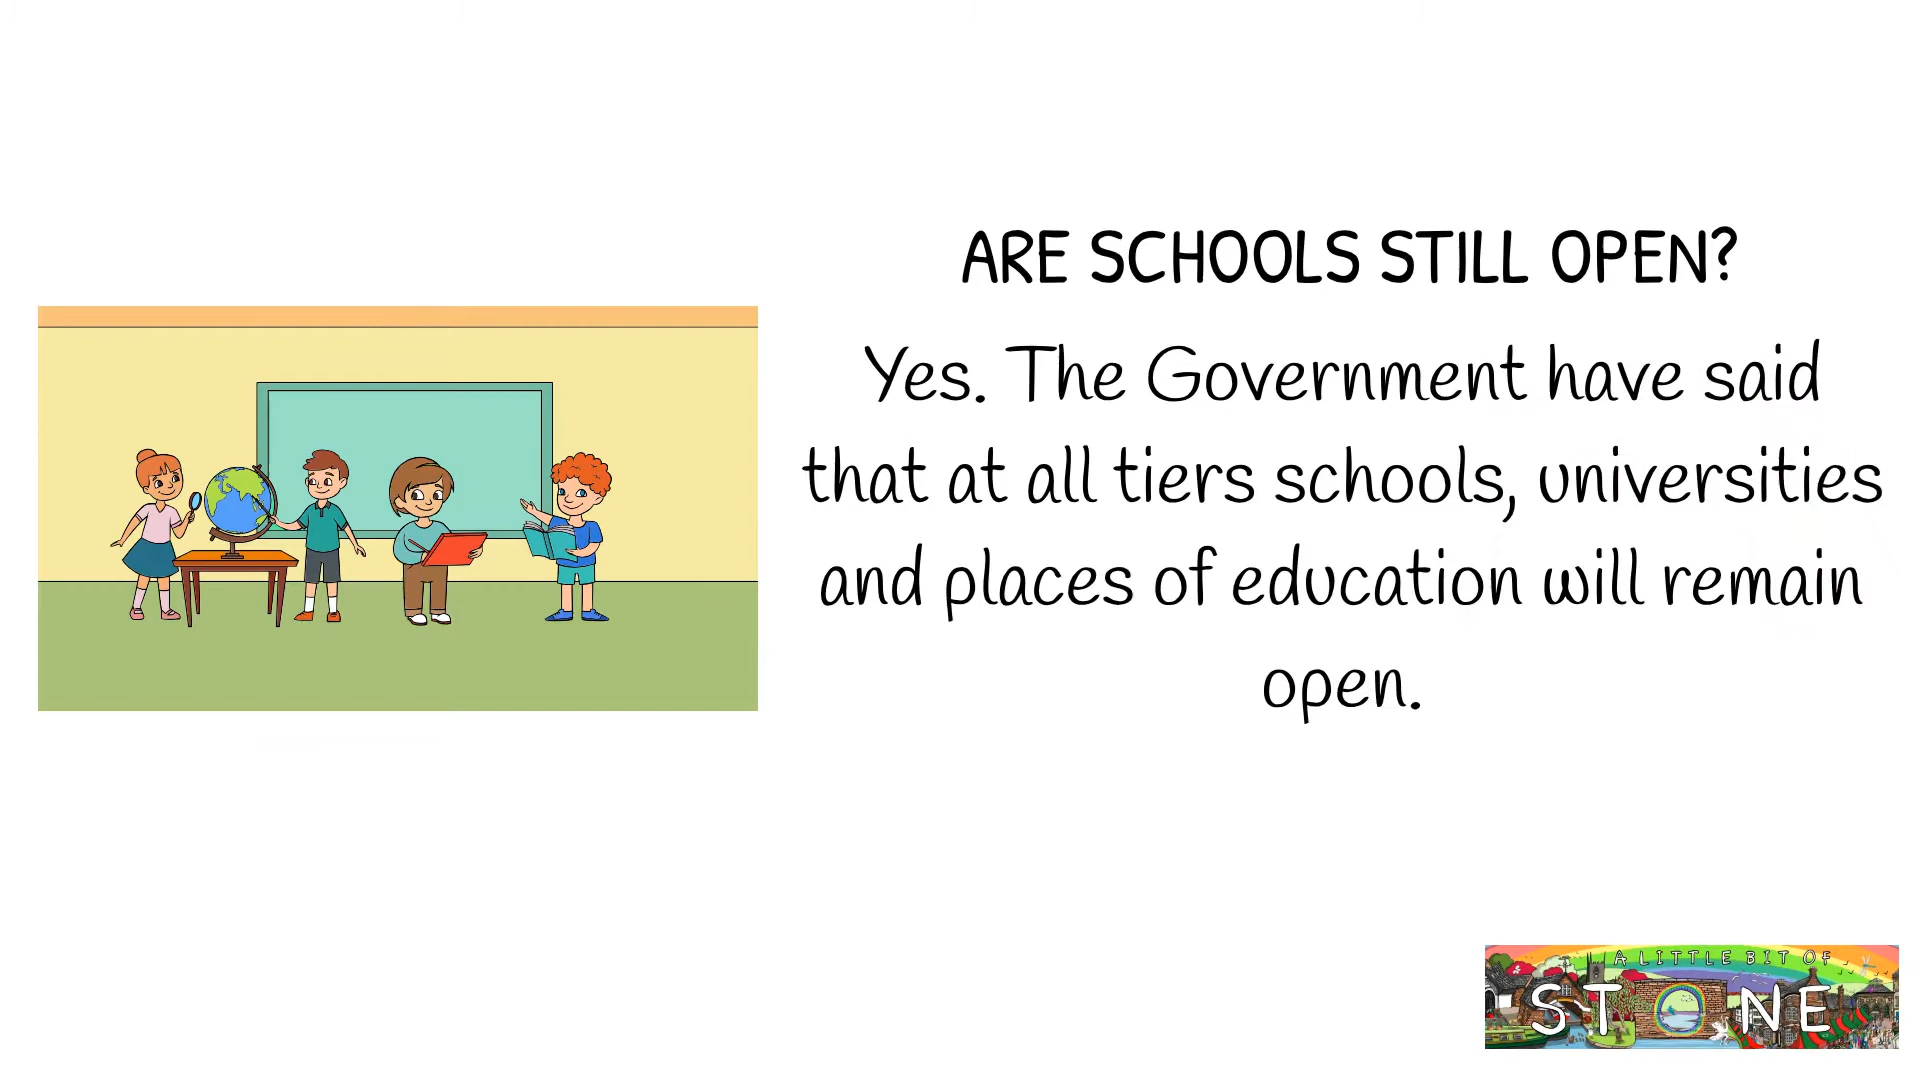 ARE SCHOOLS STILL OPEN?
Yes. The Government have said
that at all tiers schools, universities
and places of education will remain
open.
A LITTLE BIT OF
STONE